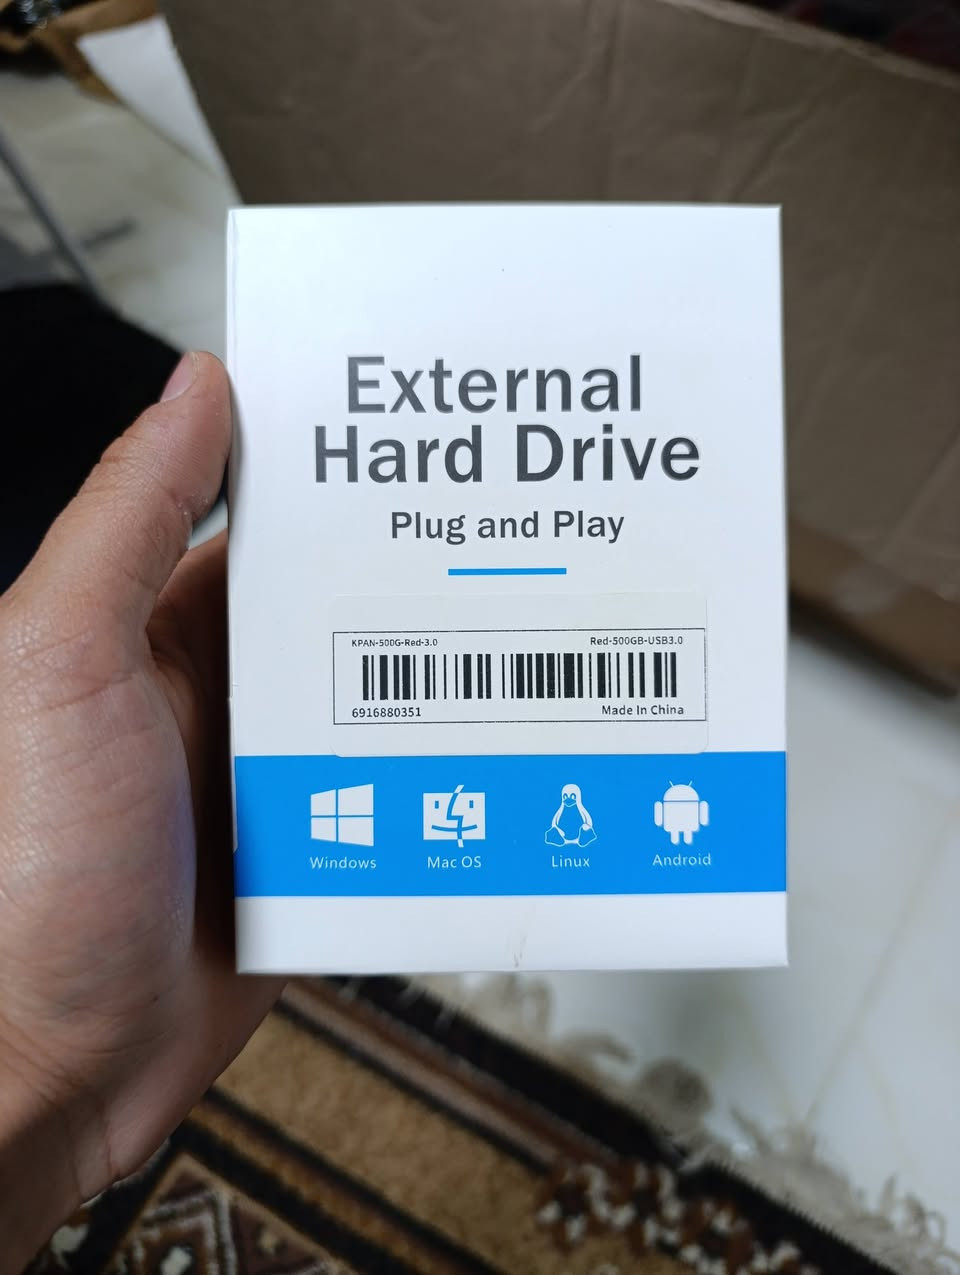 External
Hard Drive
Plug and Play
KPAN-500G-Red-3.0 Red-500GB-USB3.0
6916880351 Made In China
Windows Mac OS Linux Android